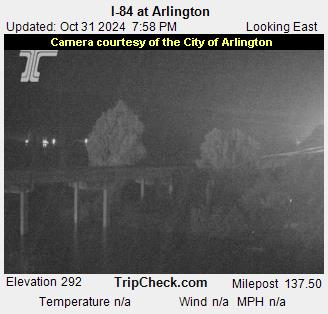 I-84 at Arlington
Updated: Oct 31 2024 7:58 PM Looking East
Camera courtesy of the City of Arlington
Elevation 292 TripCheck.com Milepost 137.50
Temperature n/a Wind n/a MPH n/a